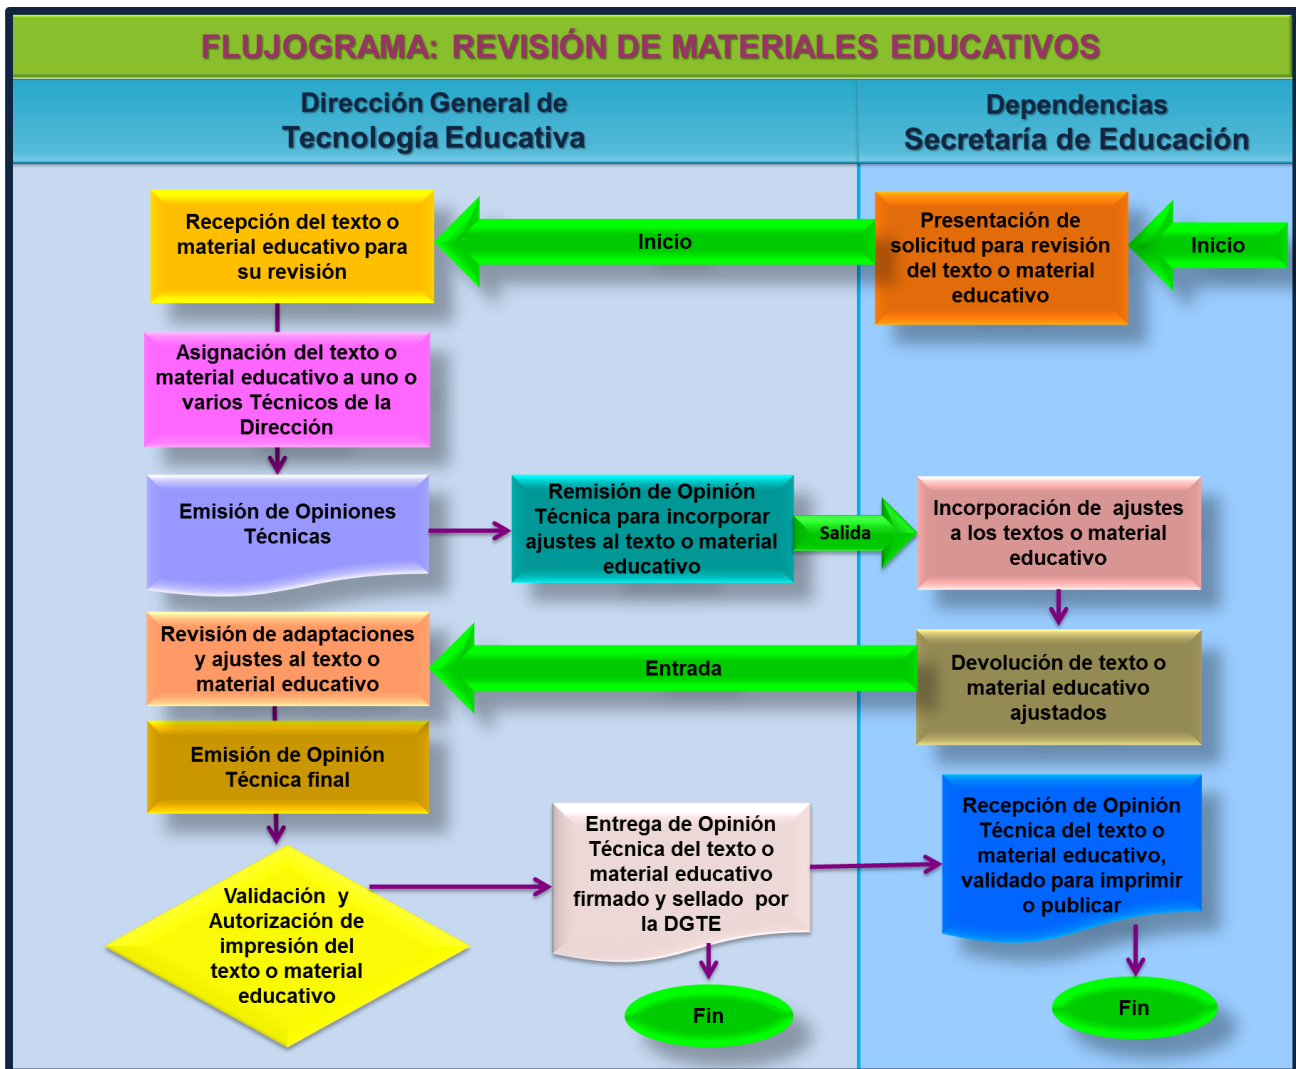 FLUJOGRAMA: REVISIÓN DE MATERIALES EDUCATIVOS
Dirección General de
Tecnología Educativa
Dependencias
Secretaría de Educación
Recepción del texto o
material educativo para
su revisión
Inicio
Presentación de
solicitud para revisión
del texto o material
educativo
Inicio
Asignación del texto o
material educativo a uno o
varios Técnicos de la
Dirección
Emisión de Opiniones
Técnicas
Remisión de Opinión
Técnica para incorporar
ajustes al texto o material
educativo
Salida
Incorporación de ajustes
a los textos o material
educativo
Revisión de adaptaciones
y ajustes al texto o
material educativo
Entrada
Devolución de texto o
material educativo
ajustados
Emisión de Opinión
Técnica final
Validación y
Autorización de
impresión del
texto o material
educativo
Entrega de Opinión
Técnica del texto o
material educativo
firmado y sellado por
la DGTE
Recepción de Opinión
Técnica del texto o
material educativo,
validado para imprimir
o publicar
Fin
Fin